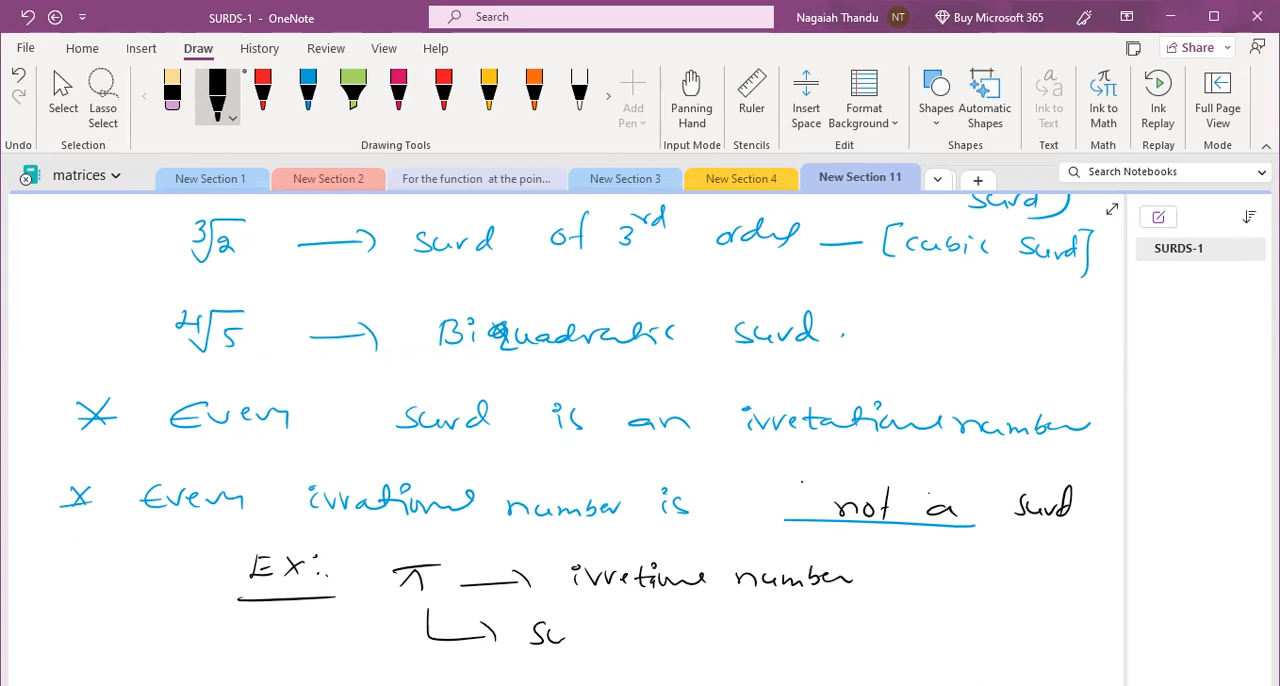 SURDS-1 - OneNote
Search
Nagaiah Thandu NT
Buy Microsoft 365
File Home Insert Draw History Review View Help
Share
Select Lasso Select
Add Pen
Panning Hand
Ruler
Insert Space
Format Background
Shapes
Automatic Shapes
Ink to Text
Ink to Math
Ink Replay
Full Page View
Undo Selection Drawing Tools Input Mode Stencils Edit Shapes Text Math Replay Mode
matrices New Section 1 New Section 2 For the function at the poin... New Section 3 New Section 4 New Section 11 + Search Notebooks
SURDS-1
surd)
∛2 → surd of 3rd order — [cubic surd]
∜5 → Biquadratic surd.
* Every surd is an irretational number
* Every irrational number is not a surd
EX:. π → irretional number
↳ su